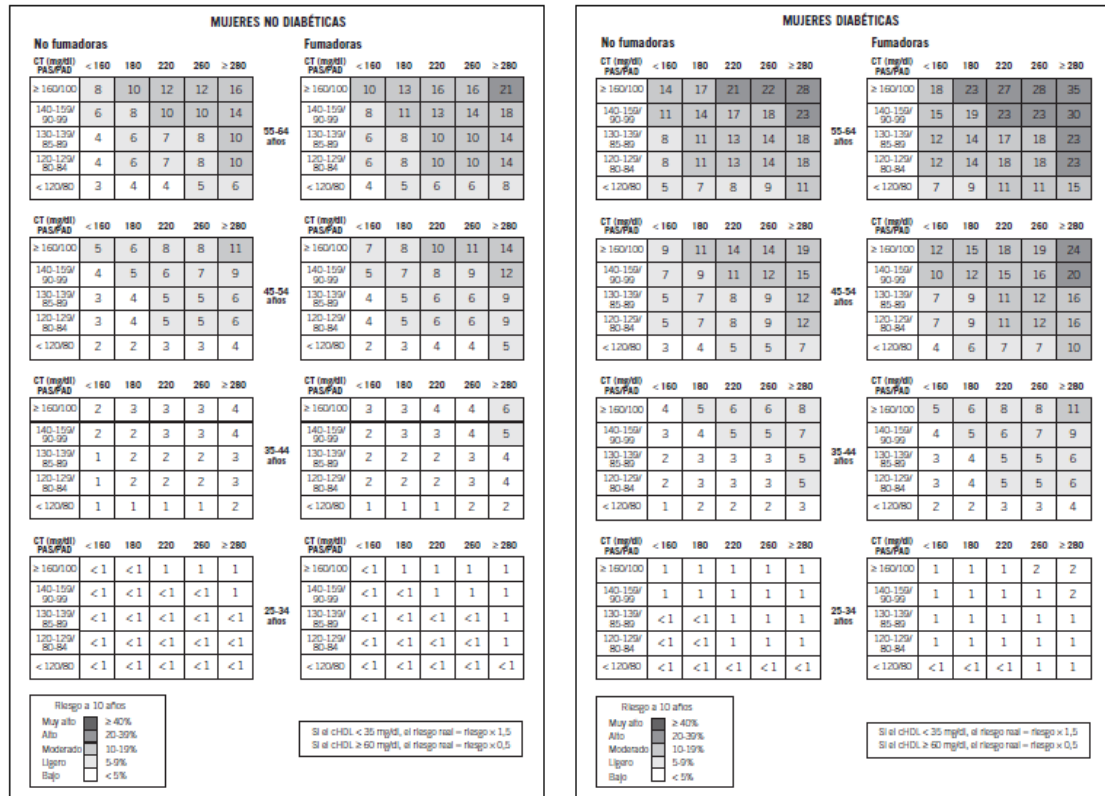 MUJERES NO DIABÉTICAS
No fumadoras Fumadoras
CT (mg/dl) PAS/PAD < 160 180 220 260 ≥ 280 CT (mg/dl) PAS/PAD < 160 180 220 260 ≥ 280
≥ 160/100 8 10 12 12 16 ≥ 160/100 10 13 16 16 21
140-159/90-99 6 8 10 10 14 140-159/90-99 8 11 13 14 18
130-139/85-89 4 6 7 8 10 55-64 años 130-139/85-89 6 8 10 10 14
120-129/80-84 4 6 7 8 10 120-129/80-84 6 8 10 10 14
< 120/80 3 4 4 5 6 < 120/80 4 5 6 6 8
CT (mg/dl) PAS/PAD < 160 180 220 260 ≥ 280 CT (mg/dl) PAS/PAD < 160 180 220 260 ≥ 280
≥ 160/100 5 6 8 8 11 ≥ 160/100 7 8 10 11 14
140-159/90-99 4 5 6 7 9 140-159/90-99 5 7 8 9 12
130-139/85-89 3 4 5 5 6 45-54 años 130-139/85-89 4 5 6 6 9
120-129/80-84 3 4 5 5 6 120-129/80-84 4 5 6 6 9
< 120/80 2 2 3 3 4 < 120/80 2 3 4 4 5
CT (mg/dl) PAS/PAD < 160 180 220 260 ≥ 280 CT (mg/dl) PAS/PAD < 160 180 220 260 ≥ 280
≥ 160/100 2 3 3 3 4 ≥ 160/100 3 3 4 4 6
140-159/90-99 2 2 3 3 4 140-159/90-99 2 3 3 4 5
130-139/85-89 1 2 2 2 3 35-44 años 130-139/85-89 2 2 2 3 4
120-129/80-84 1 2 2 2 3 120-129/80-84 2 2 2 3 4
< 120/80 1 1 1 1 2 < 120/80 1 1 1 2 2
CT (mg/dl) PAS/PAD < 160 180 220 260 ≥ 280 CT (mg/dl) PAS/PAD < 160 180 220 260 ≥ 280
≥ 160/100 < 1 < 1 1 1 1 ≥ 160/100 < 1 1 1 1 1
140-159/90-99 < 1 < 1 < 1 < 1 1 140-159/90-99 < 1 < 1 1 1 1
130-139/85-89 < 1 < 1 < 1 < 1 < 1 25-34 años 130-139/85-89 < 1 < 1 < 1 < 1 1
120-129/80-84 < 1 < 1 < 1 < 1 < 1 120-129/80-84 < 1 < 1 < 1 < 1 1
< 120/80 < 1 < 1 < 1 < 1 < 1 < 120/80 < 1 < 1 < 1 < 1 < 1
Riesgo a 10 años
Muy alto ≥ 40%
Alto 20-39%
Moderado 10-19%
Ligero 5-9%
Bajo < 5%
Si el cHDL < 35 mg/dl, el riesgo real = riesgo x 1,5
Si el cHDL ≥ 60 mg/dl, el riesgo real = riesgo x 0,5
MUJERES DIABÉTICAS
No fumadoras Fumadoras
CT (mg/dl) PAS/PAD < 160 180 220 260 ≥ 280 CT (mg/dl) PAS/PAD < 160 180 220 260 ≥ 280
≥ 160/100 14 17 21 22 28 ≥ 160/100 18 23 27 28 35
140-159/90-99 11 14 17 18 23 140-159/90-99 15 19 23 23 30
130-139/85-89 8 11 13 14 18 55-64 años 130-139/85-89 12 14 17 18 23
120-129/80-84 8 11 13 14 18 120-129/80-84 12 14 18 18 23
< 120/80 5 7 8 9 11 < 120/80 7 9 11 11 15
CT (mg/dl) PAS/PAD < 160 180 220 260 ≥ 280 CT (mg/dl) PAS/PAD < 160 180 220 260 ≥ 280
≥ 160/100 9 11 14 14 19 ≥ 160/100 12 15 18 19 24
140-159/90-99 7 9 11 12 15 140-159/90-99 10 12 15 16 20
130-139/85-89 5 7 8 9 12 45-54 años 130-139/85-89 7 9 11 12 16
120-129/80-84 5 7 8 9 12 120-129/80-84 7 9 11 12 16
< 120/80 3 4 5 5 7 < 120/80 4 6 7 7 10
CT (mg/dl) PAS/PAD < 160 180 220 260 ≥ 280 CT (mg/dl) PAS/PAD < 160 180 220 260 ≥ 280
≥ 160/100 4 5 6 6 8 ≥ 160/100 5 6 8 8 11
140-159/90-99 3 4 5 5 7 140-159/90-99 4 5 6 7 9
130-139/85-89 2 3 3 3 5 35-44 años 130-139/85-89 3 4 5 5 6
120-129/80-84 2 3 3 3 5 120-129/80-84 3 4 5 5 6
< 120/80 1 2 2 2 3 < 120/80 2 2 3 3 4
CT (mg/dl) PAS/PAD < 160 180 220 260 ≥ 280 CT (mg/dl) PAS/PAD < 160 180 220 260 ≥ 280
≥ 160/100 1 1 1 1 1 ≥ 160/100 1 1 1 2 2
140-159/90-99 1 1 1 1 1 140-159/90-99 1 1 1 1 2
130-139/85-89 < 1 < 1 1 1 1 25-34 años 130-139/85-89 1 1 1 1 1
120-129/80-84 < 1 < 1 1 1 1 120-129/80-84 1 1 1 1 1
< 120/80 < 1 < 1 < 1 < 1 < 1 < 120/80 < 1 < 1 < 1 1 1
Riesgo a 10 años
Muy alto ≥ 40%
Alto 20-39%
Moderado 10-19%
Ligero 5-9%
Bajo < 5%
Si el cHDL < 35 mg/dl, el riesgo real = riesgo x 1,5
Si el cHDL ≥ 60 mg/dl, el riesgo real = riesgo x 0,5